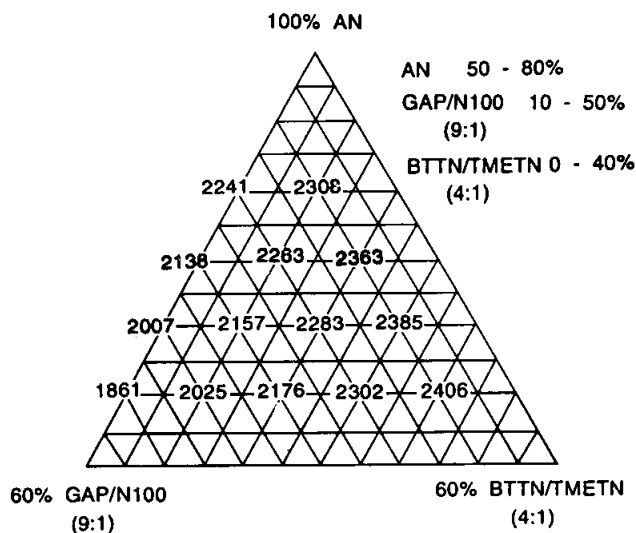 100% AN
AN 50 - 80%
GAP/N100 10 - 50%
(9:1)
BTTN/TMETN 0 - 40%
(4:1)
2241 2308
2138 2263 2363
2007 2157 2283 2385
1861 2025 2176 2302 2406
60% GAP/N100
(9:1)
60% BTTN/TMETN
(4:1)